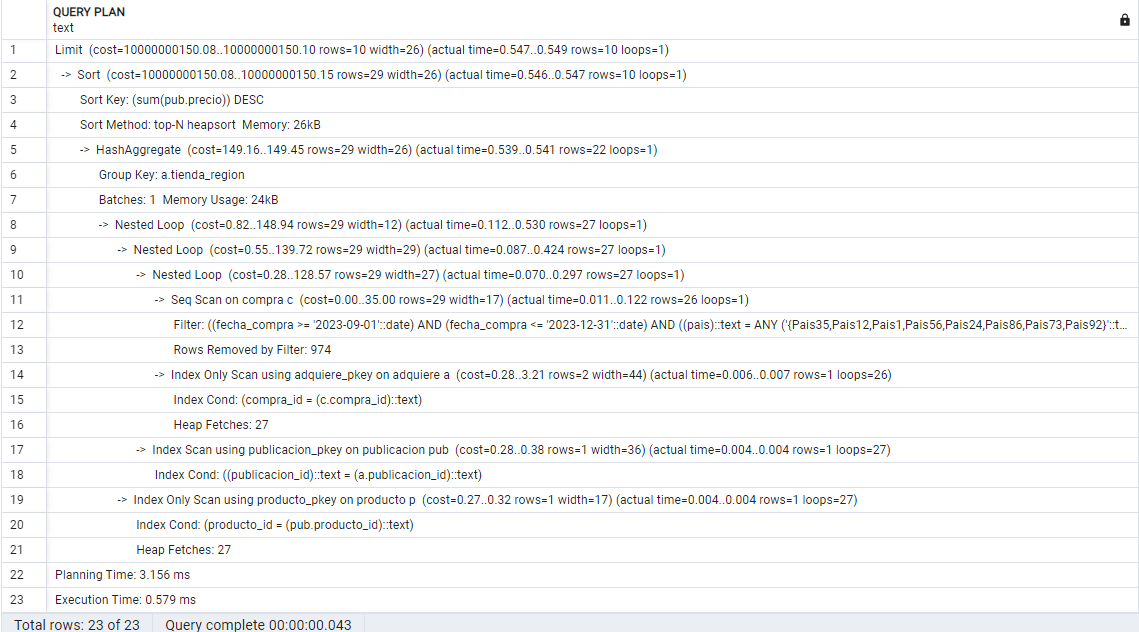 QUERY PLAN
text
1 Limit (cost=10000000150.08..10000000150.10 rows=10 width=26) (actual time=0.547..0.549 rows=10 loops=1)
2 -> Sort (cost=10000000150.08..10000000150.15 rows=29 width=26) (actual time=0.546..0.547 rows=10 loops=1)
3 Sort Key: (sum(pub.precio)) DESC
4 Sort Method: top-N heapsort Memory: 26kB
5 -> HashAggregate (cost=149.16..149.45 rows=29 width=26) (actual time=0.539..0.541 rows=22 loops=1)
6 Group Key: a.tienda_region
7 Batches: 1 Memory Usage: 24kB
8 -> Nested Loop (cost=0.82..148.94 rows=29 width=12) (actual time=0.112..0.530 rows=27 loops=1)
9 -> Nested Loop (cost=0.55..139.72 rows=29 width=29) (actual time=0.087..0.424 rows=27 loops=1)
10 -> Nested Loop (cost=0.28..128.57 rows=29 width=27) (actual time=0.070..0.297 rows=27 loops=1)
11 -> Seq Scan on compra c (cost=0.00..35.00 rows=29 width=17) (actual time=0.011..0.122 rows=26 loops=1)
12 Filter: ((fecha_compra >= '2023-09-01'::date) AND (fecha_compra <= '2023-12-31'::date) AND ((pais)::text = ANY ('{Pais35,Pais12,Pais1,Pais56,Pais24,Pais86,Pais73,Pais92}'::t...
13 Rows Removed by Filter: 974
14 -> Index Only Scan using adquiere_pkey on adquiere a (cost=0.28..3.21 rows=2 width=44) (actual time=0.006..0.007 rows=1 loops=26)
15 Index Cond: (compra_id = (c.compra_id)::text)
16 Heap Fetches: 27
17 -> Index Scan using publicacion_pkey on publicacion pub (cost=0.28..0.38 rows=1 width=36) (actual time=0.004..0.004 rows=1 loops=27)
18 Index Cond: ((publicacion_id)::text = (a.publicacion_id)::text)
19 -> Index Only Scan using producto_pkey on producto p (cost=0.27..0.32 rows=1 width=17) (actual time=0.004..0.004 rows=1 loops=27)
20 Index Cond: (producto_id = (pub.producto_id)::text)
21 Heap Fetches: 27
22 Planning Time: 3.156 ms
23 Execution Time: 0.579 ms
Total rows: 23 of 23 Query complete 00:00:00.043